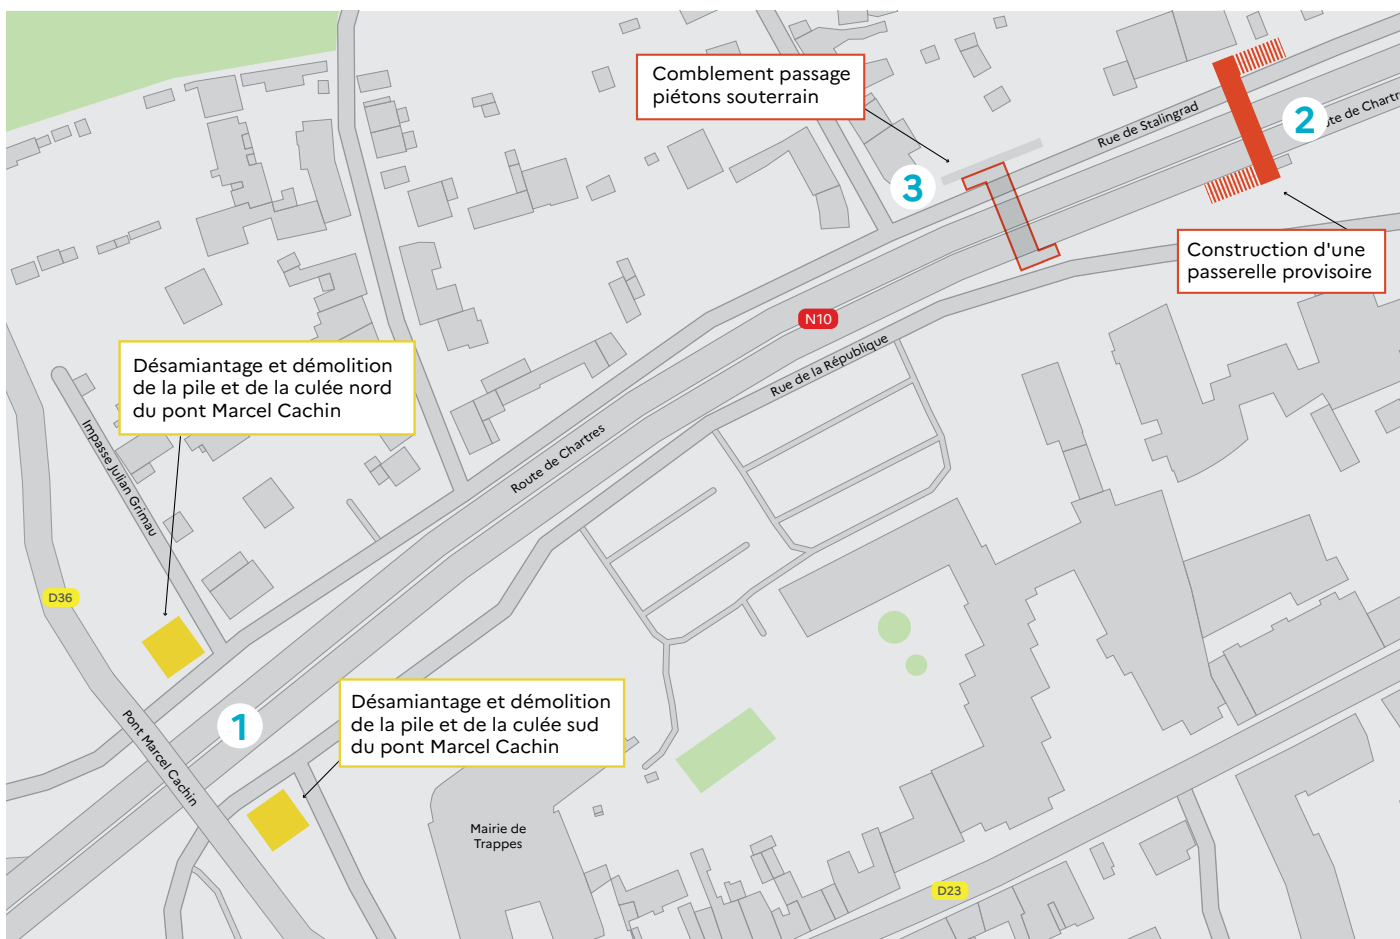 Comblement passage
piétons souterrain
3
Rue de Stalingrad
2
te de Chartr
Construction d'une
passerelle provisoire
N10
Désamiantage et démolition
de la pile et de la culée nord
du pont Marcel Cachin
Rue de la République
Route de Chartres
Impasse Julian Grimau
D36
Désamiantage et démolition
de la pile et de la culée sud
du pont Marcel Cachin
1
Pont Marcel Cachin
Mairie de
Trappes
D23